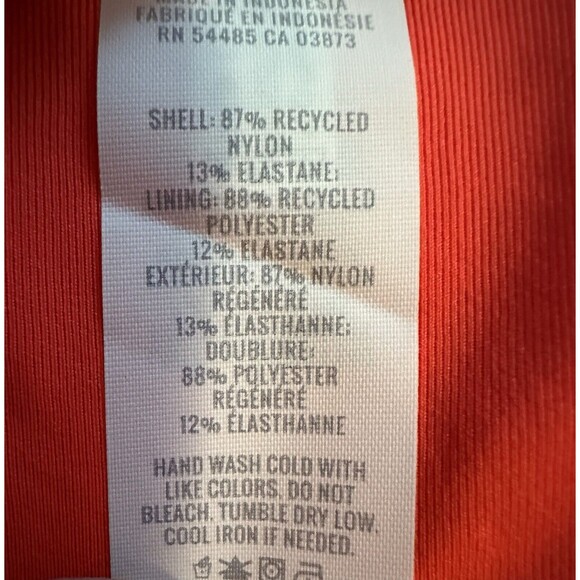 MADE IN INDONESIA
FABRIQUÉ EN INDONÉSIE
RN 54485 CA 03873
SHELL: 87% RECYCLED
NYLON
13% ELASTANE;
LINING: 88% RECYCLED
POLYESTER
12% ELASTANE
EXTÉRIEUR: 87% NYLON
RÉGÉNÉRÉ
13% ÉLASTHANNE;
DOUBLURE:
88% POLYESTER
RÉGÉNÉRÉ
12% ÉLASTHANNE
HAND WASH COLD WITH
LIKE COLORS. DO NOT
BLEACH. TUMBLE DRY LOW.
COOL IRON IF NEEDED.